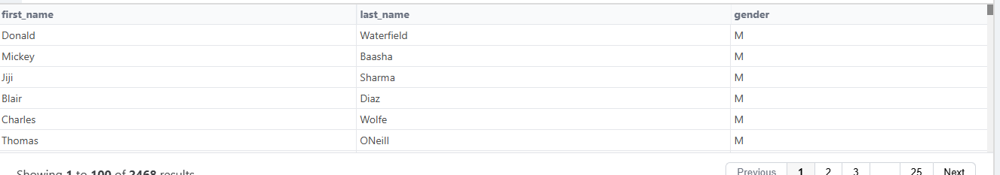 first_name last_name gender
Donald Waterfield M
Mickey Baasha M
Jiji Sharma M
Blair Diaz M
Charles Wolfe M
Thomas ONeill M
Showing 1 to 100 of 2468 results Previous 1 2 3 25 Next